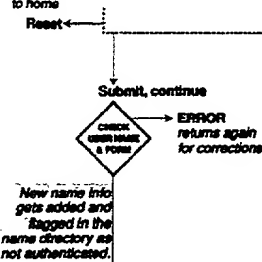 to home
Reset
Submit, continue
CHECK
USER NAME
& FORM
ERROR
returns again
for corrections
New name info
gets added and
flagged in the
name directory as
not authenticated.